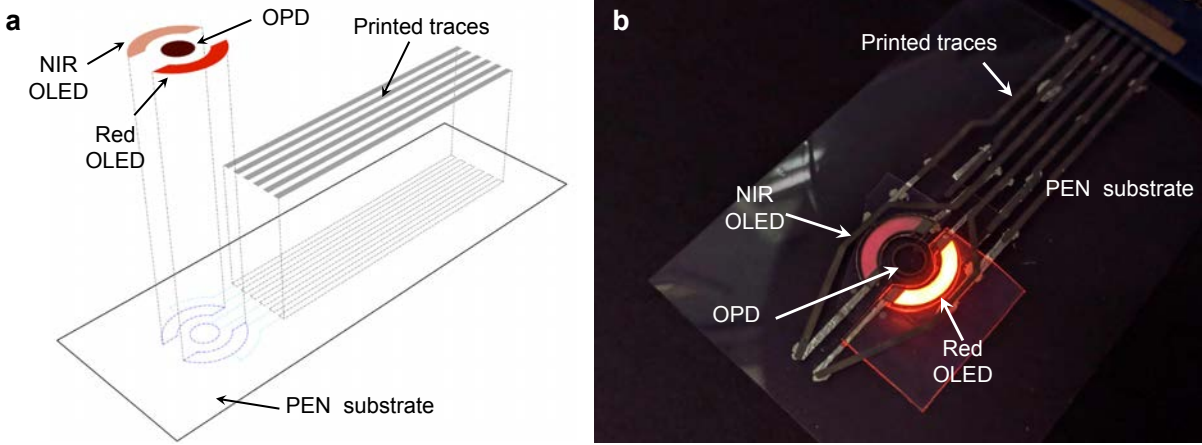 a
OPD
NIR
OLED
Red
OLED
Printed traces
PEN substrate
b
Printed traces
NIR
OLED
PEN substrate
OPD
Red
OLED